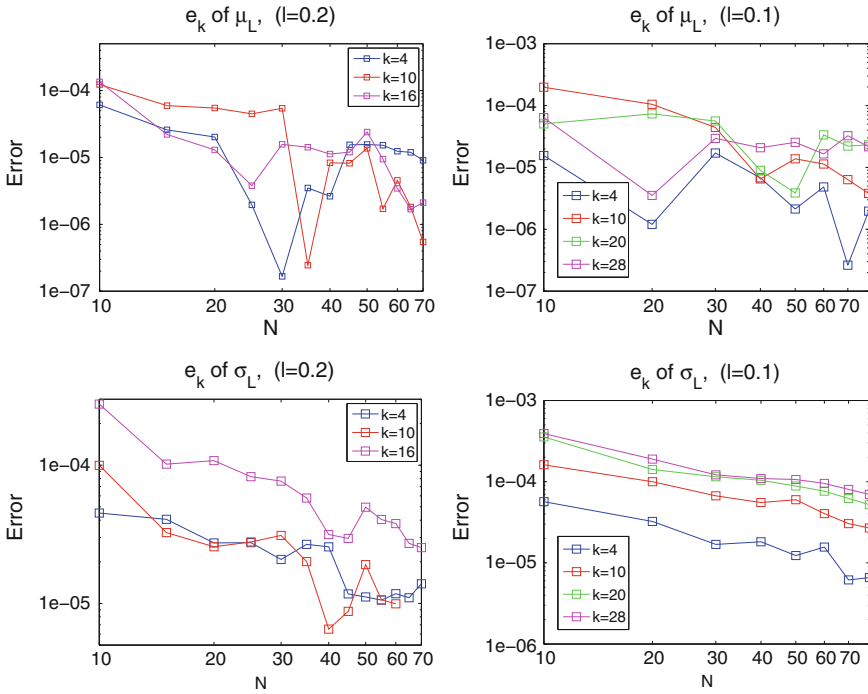 e_k of μ_L, (l=0.2)
Error
1e−04
1e−05
1e−06
1e−07
k=4
k=10
k=16
10
20
30
40
50
60
70
N
e_k of μ_L, (l=0.1)
Error
1e−03
1e−04
1e−05
1e−06
1e−07
k=4
k=10
k=20
k=28
10
20
30
40
50
60
70
N
e_k of σ_L, (l=0.2)
Error
1e−04
1e−05
k=4
k=10
k=16
10
20
30
40
50
60
70
N
e_k of σ_L, (l=0.1)
Error
1e−03
1e−04
1e−05
1e−06
k=4
k=10
k=20
k=28
10
20
30
40
50
60
70
N